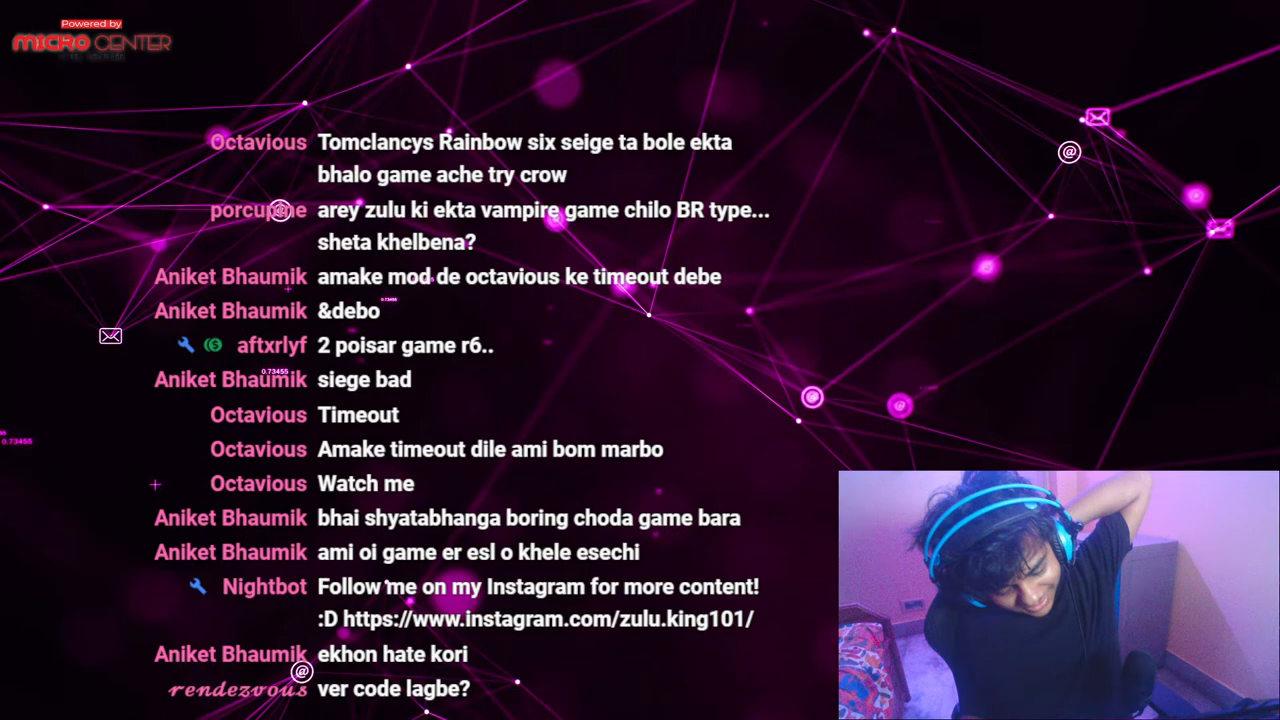 Powered by
MICRO CENTER
Octavious Tomclancys Rainbow six seige ta bole ekta
bhalo game ache try crow
porcupine arey zulu ki ekta vampire game chilo BR type...
sheta khelbena?
Aniket Bhaumik amake mod de octavious ke timeout debe
Aniket Bhaumik &debo
aftxrlyf 2 poisar game r6..
Aniket Bhaumik siege bad
Octavious Timeout
Octavious Amake timeout dile ami bom marbo
Octavious Watch me
Aniket Bhaumik bhai shyatabhanga boring choda game bara
Aniket Bhaumik ami oi game er esl o khele esechi
Nightbot Follow me on my Instagram for more content!
:D https://www.instagram.com/zulu.king101/
Aniket Bhaumik ekhon hate kori
rendezvous ver code lagbe?
0.73455
0.73455